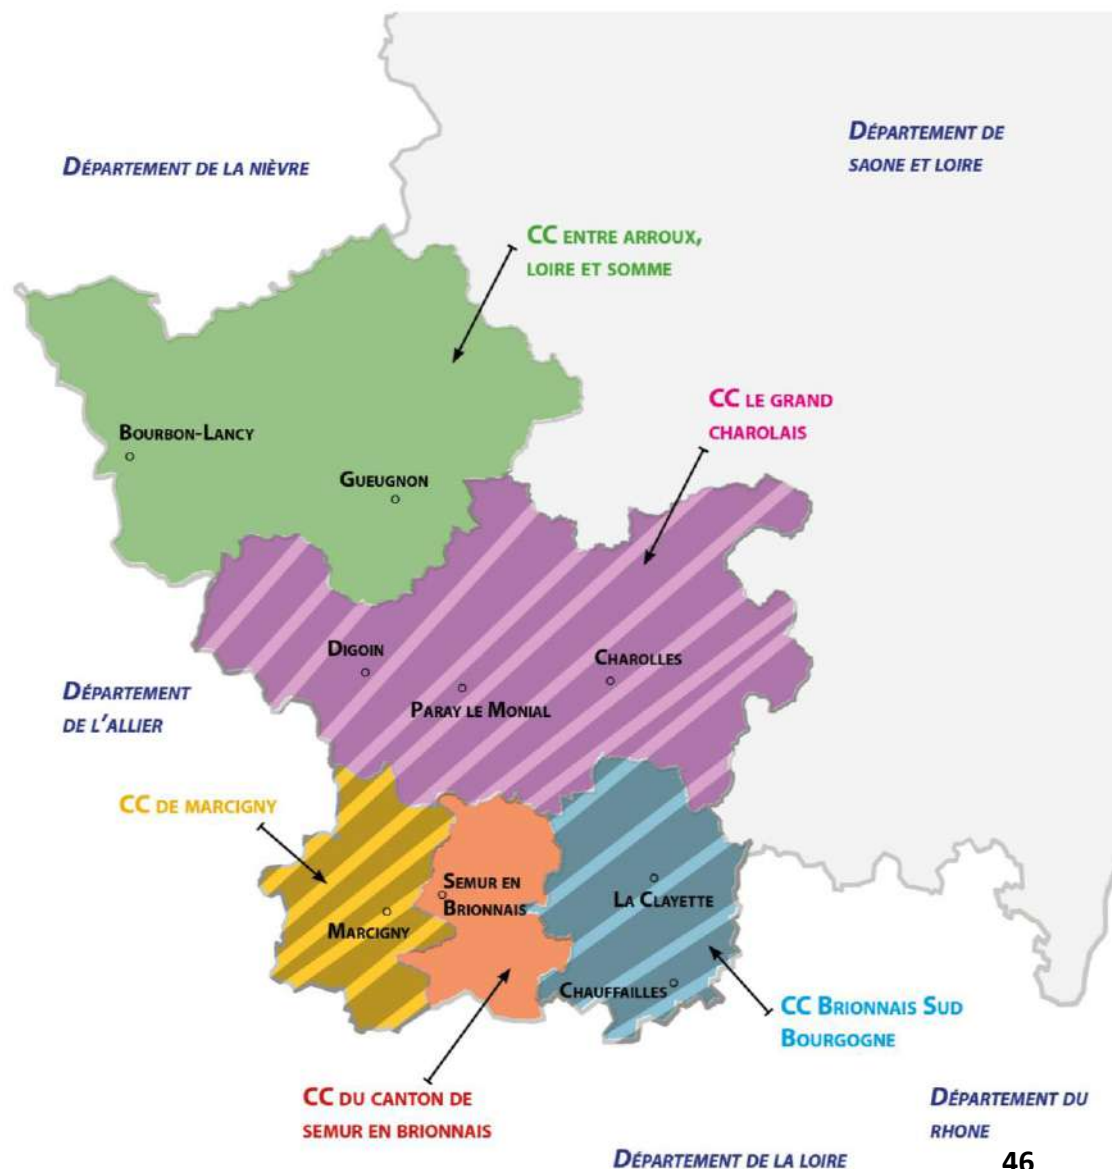 Département de
saone et loire
Département de la nièvre
CC entre arroux,
loire et somme
CC le grand
charolais
Bourbon-Lancy
Gueugnon
Digoin
Charolles
Paray le Monial
Département
de l'allier
CC de marcigny
Semur en
Brionnais
La Clayette
Marcigny
Chauffailles
CC Brionnais Sud
Bourgogne
CC du canton de
semur en brionnais
Département du
rhone
Département de la loire
46